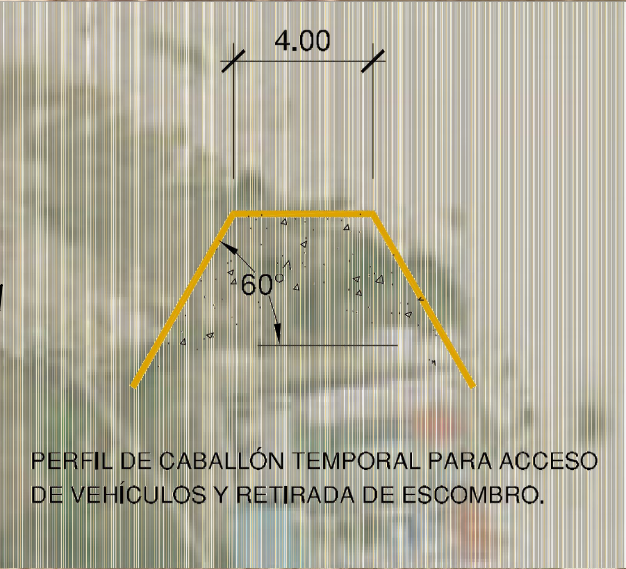 4.00
60°
PERFIL DE CABALLÓN TEMPORAL PARA ACCESO
DE VEHÍCULOS Y RETIRADA DE ESCOMBRO.